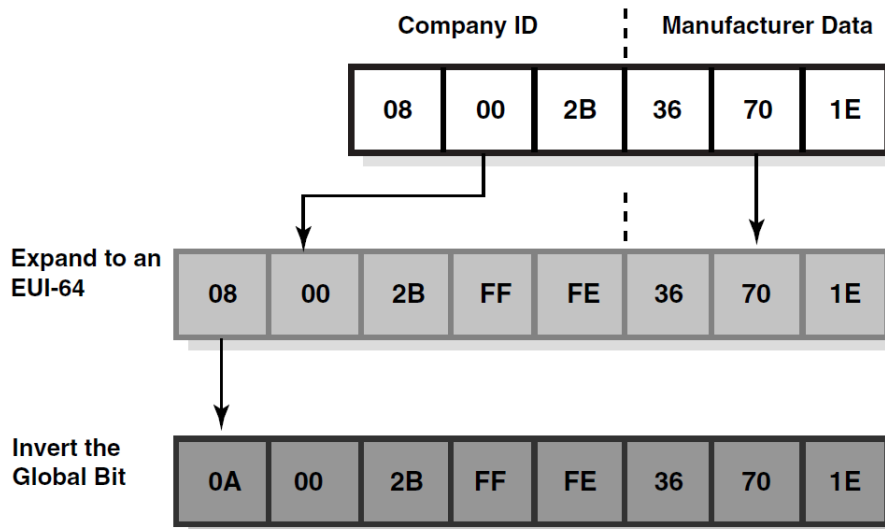 Company ID Manufacturer Data
08 00 2B 36 70 1E
Expand to an
EUI-64
08 00 2B FF FE 36 70 1E
Invert the
Global Bit
0A 00 2B FF FE 36 70 1E